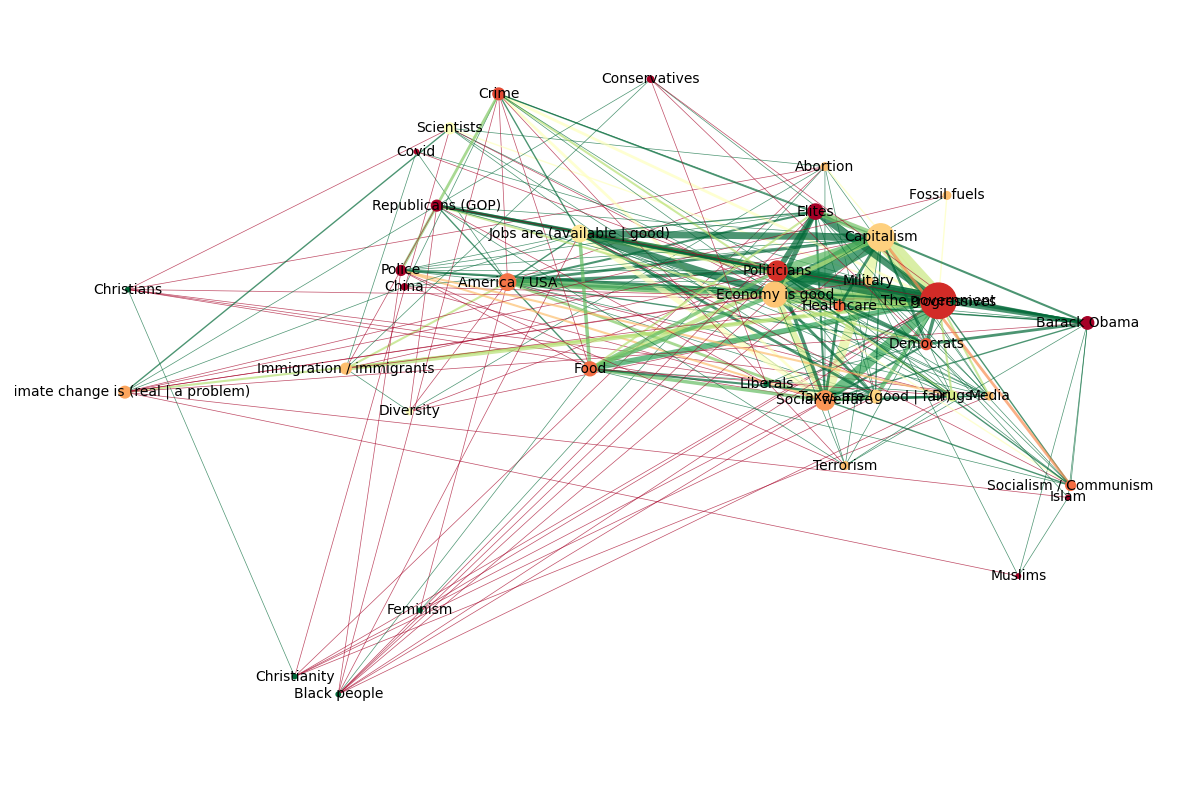 Conservatives
Crime
Scientists
Covid
Abortion
Fossil fuels
Republicans (GOP)
Elites
Jobs are (available | good)
Capitalism
Police
Politicians
China
America / USA
Military
Christians
Economy is good
The government
Progressives
Healthcare
Barack Obama
Democrats
Immigration / immigrants
Food
Liberals
imate change is (real | a problem)
Taxes are (good | fair)
Social welfare
Drugs
Media
Diversity
Terrorism
Socialism / Communism
Islam
Muslims
Feminism
Christianity
Black people